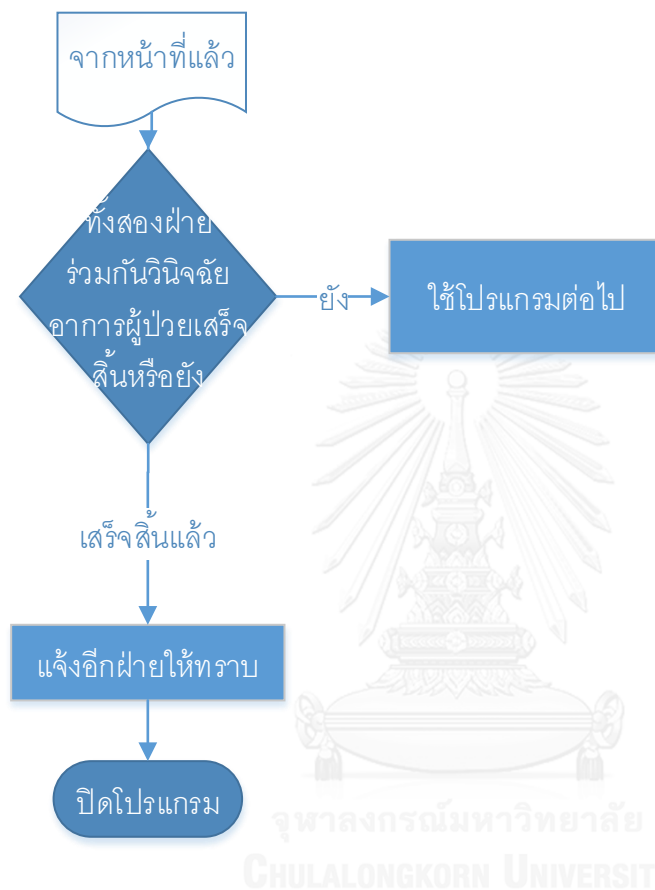 จากหน้าที่แล้ว
ทั้งสองฝ่าย
ร่วมกันวินิจฉัย
อาการผู้ป่วยเสร็จ
สิ้นหรือยัง
ยัง
ใช้โปรแกรมต่อไป
เสร็จสิ้นแล้ว
แจ้งอีกฝ่ายให้ทราบ
ปิดโปรแกรม
จุฬาลงกรณ์มหาวิทยาลัย
CHULALONGKORN UNIVERSIT